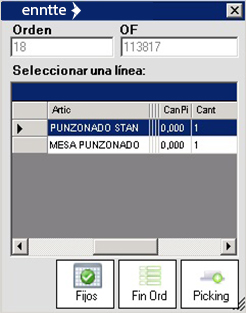 enntte
Orden OF
18 113817
Seleccionar una línea:
Artic CanPi Cant
PUNZONADO STAN 0,000 1
MESA PUNZONADO 0,000 1
Fijos Fin Ord Picking